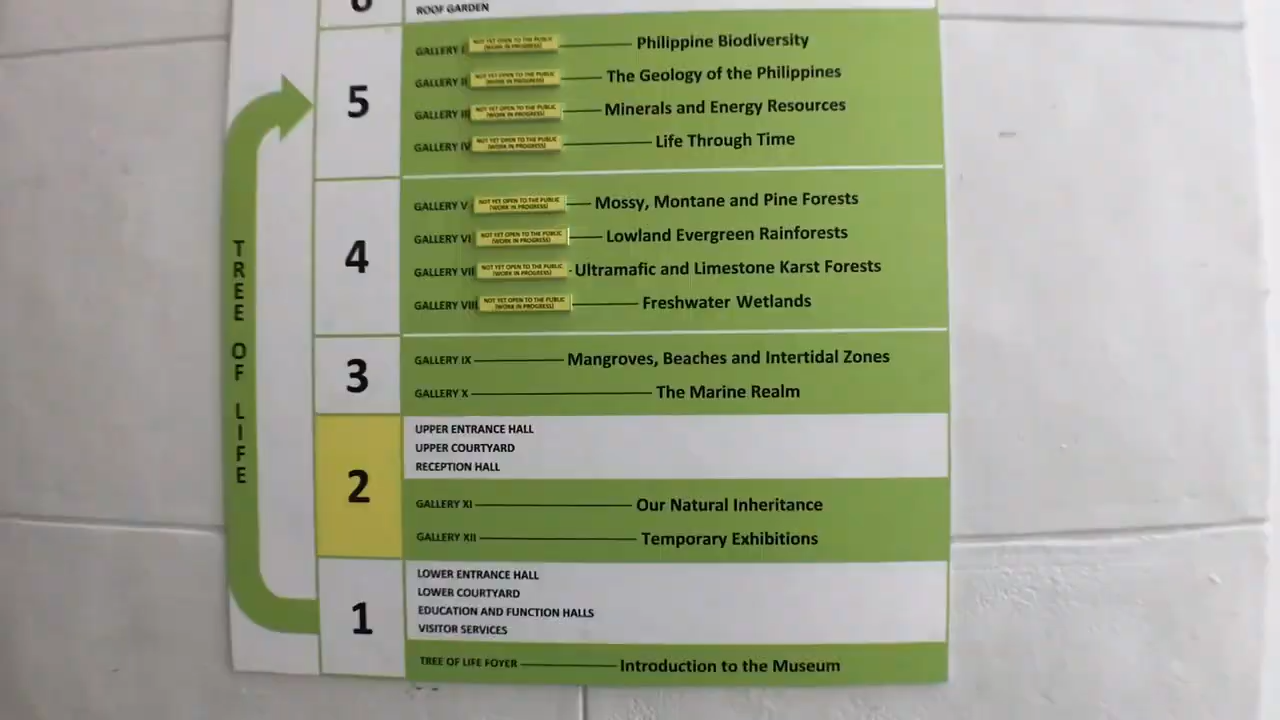 6
ROOF GARDEN
5
GALLERY I NOT YET OPEN TO THE PUBLIC (WORK IN PROGRESS) Philippine Biodiversity
GALLERY II NOT YET OPEN TO THE PUBLIC (WORK IN PROGRESS) The Geology of the Philippines
GALLERY III NOT YET OPEN TO THE PUBLIC (WORK IN PROGRESS) Minerals and Energy Resources
GALLERY IV NOT YET OPEN TO THE PUBLIC (WORK IN PROGRESS) Life Through Time
4
GALLERY V NOT YET OPEN TO THE PUBLIC (WORK IN PROGRESS) Mossy, Montane and Pine Forests
GALLERY VI NOT YET OPEN TO THE PUBLIC (WORK IN PROGRESS) Lowland Evergreen Rainforests
GALLERY VII NOT YET OPEN TO THE PUBLIC (WORK IN PROGRESS) Ultramafic and Limestone Karst Forests
GALLERY VIII NOT YET OPEN TO THE PUBLIC (WORK IN PROGRESS) Freshwater Wetlands
TREE OF LIFE
3
GALLERY IX Mangroves, Beaches and Intertidal Zones
GALLERY X The Marine Realm
2
UPPER ENTRANCE HALL
UPPER COURTYARD
RECEPTION HALL
GALLERY XI Our Natural Inheritance
GALLERY XII Temporary Exhibitions
1
LOWER ENTRANCE HALL
LOWER COURTYARD
EDUCATION AND FUNCTION HALLS
VISITOR SERVICES
TREE OF LIFE FOYER Introduction to the Museum